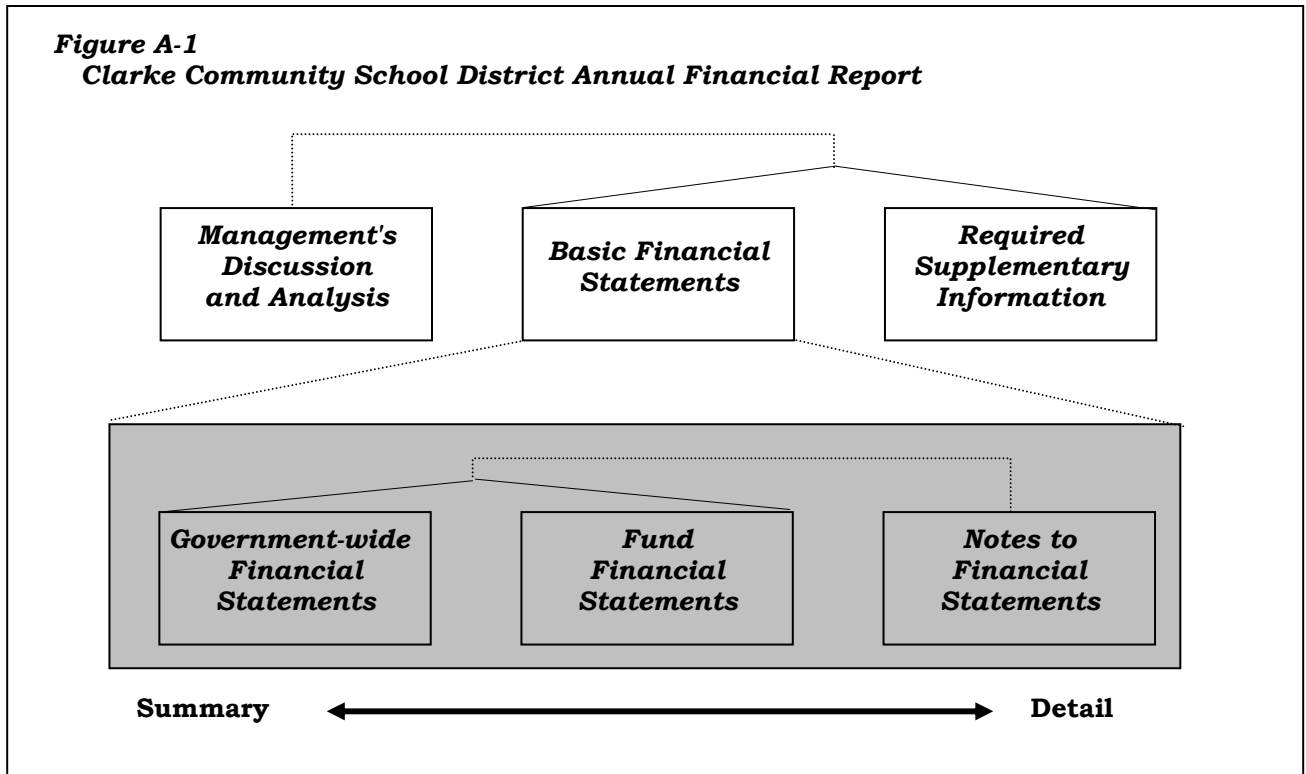 Figure A-1
Clarke Community School District Annual Financial Report
Management's
Discussion
and Analysis
Basic Financial
Statements
Required
Supplementary
Information
Government-wide
Financial
Statements
Fund
Financial
Statements
Notes to
Financial
Statements
Summary
Detail